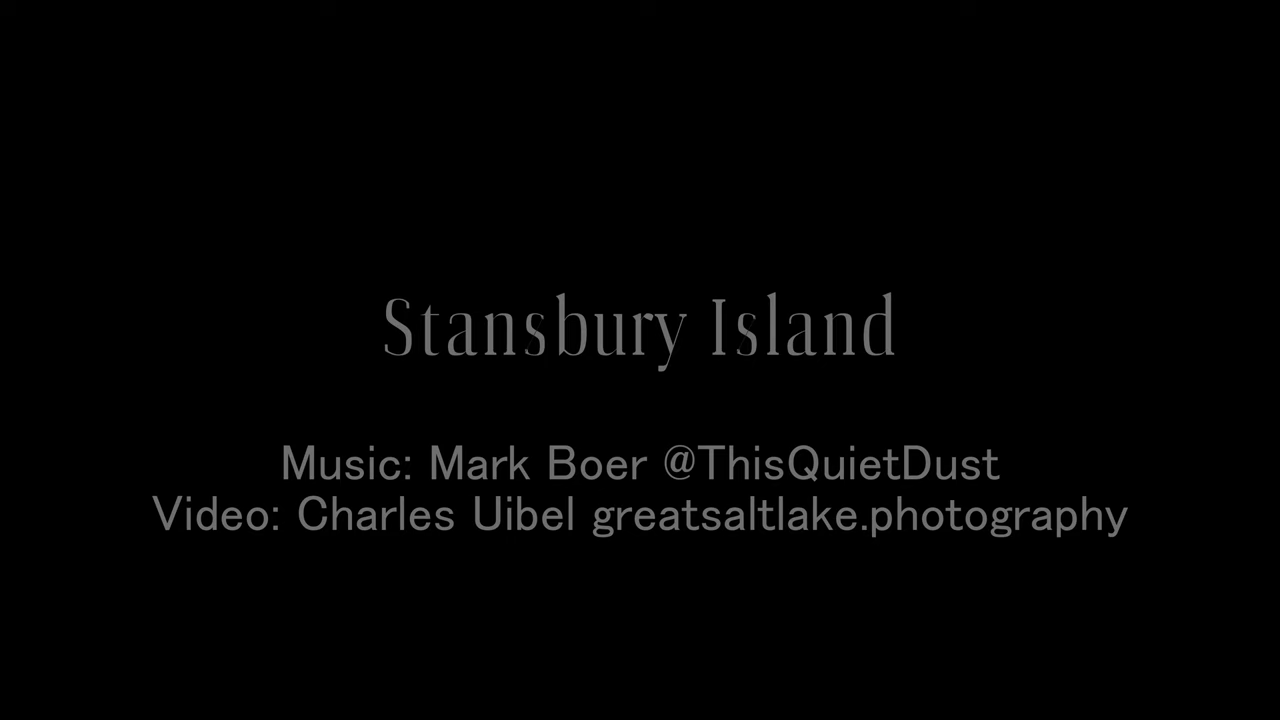 Stansbury Island
Music: Mark Boer @ThisQuietDust
Video: Charles Uibel greatsaltlake.photography